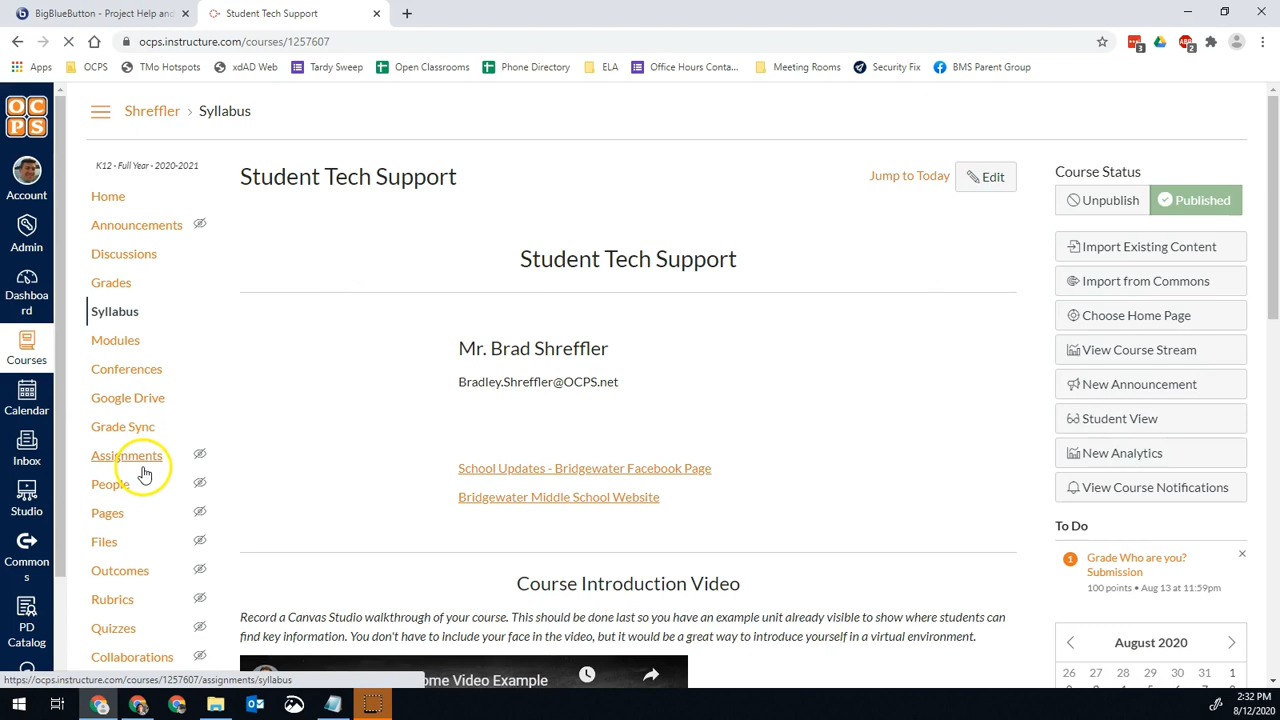 BigBlueButton - Project Help and
Student Tech Support
ocps.instructure.com/courses/1257607
3
2
Apps OCPS TMo Hotspots xdAD Web Tardy Sweep Open Classrooms Phone Directory ELA Office Hours Conta... Meeting Rooms Security Fix BMS Parent Group
OC
PS
Account
Admin
Dashboa
rd
Courses
Calendar
Inbox
Studio
Common
s
PD
Catalog
Shreffler › Syllabus
K12 - Full Year - 2020-2021
Home
Announcements
Discussions
Grades
Syllabus
Modules
Conferences
Google Drive
Grade Sync
Assignments
People
Pages
Files
Outcomes
Rubrics
Quizzes
Collaborations
https://ocps.instructure.com/courses/1257607/assignments/syllabus
Student Tech Support
Jump to Today
Edit
Student Tech Support
Mr. Brad Shreffler
Bradley.Shreffler@OCPS.net
School Updates - Bridgewater Facebook Page
Bridgewater Middle School Website
Course Introduction Video
Record a Canvas Studio walkthrough of your course. This should be done last so you have an example unit already visible to show where students can
find key information. You don't have to include your face in the video, but it would be a great way to introduce yourself in a virtual environment.
ome Video Example
Course Status
Unpublish
Published
Import Existing Content
Import from Commons
Choose Home Page
View Course Stream
New Announcement
Student View
New Analytics
View Course Notifications
To Do
1
Grade Who are you?
Submission
100 points • Aug 13 at 11:59pm
August 2020
26 27 28 29 30 31 1
2:32 PM
8/12/2020